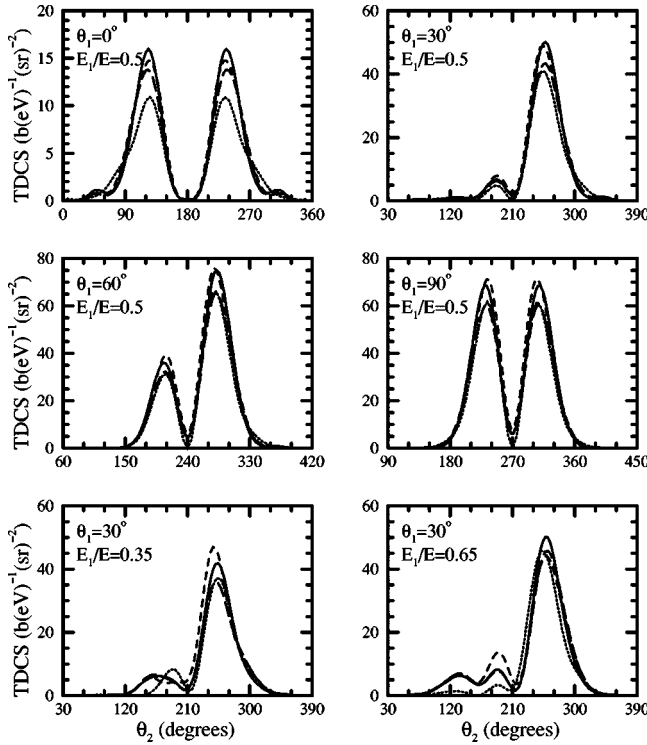 TDCS (b(eV)⁻¹(sr)⁻²
20
15
10
5
0
θ₁=0°
E₁/E=0.5
0 90 180 270 360
60
40
20
0
θ₁=30°
E₁/E=0.5
30 120 210 300 390
TDCS (b(eV)⁻¹(sr)⁻²
80
60
40
20
0
θ₁=60°
E₁/E=0.5
60 150 240 330 420
80
60
40
20
0
θ₁=90°
E₁/E=0.5
90 180 270 360 450
TDCS (b(eV)⁻¹(sr)⁻²
60
40
20
0
θ₁=30°
E₁/E=0.35
30 120 210 300 390
θ₂ (degrees)
60
40
20
0
θ₁=30°
E₁/E=0.65
30 120 210 300 390
θ₂ (degrees)